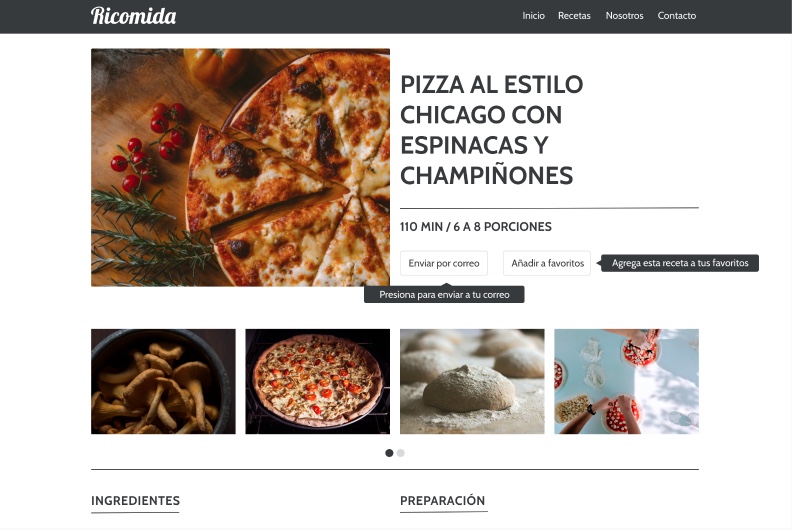 Ricomida
Inicio Recetas Nosotros Contacto
PIZZA AL ESTILO
CHICAGO CON
ESPINACAS Y
CHAMPIÑONES
110 MIN / 6 A 8 PORCIONES
Enviar por correo
Añadir a favoritos
Agrega esta receta a tus favoritos
Presiona para enviar a tu correo
INGREDIENTES
PREPARACIÓN